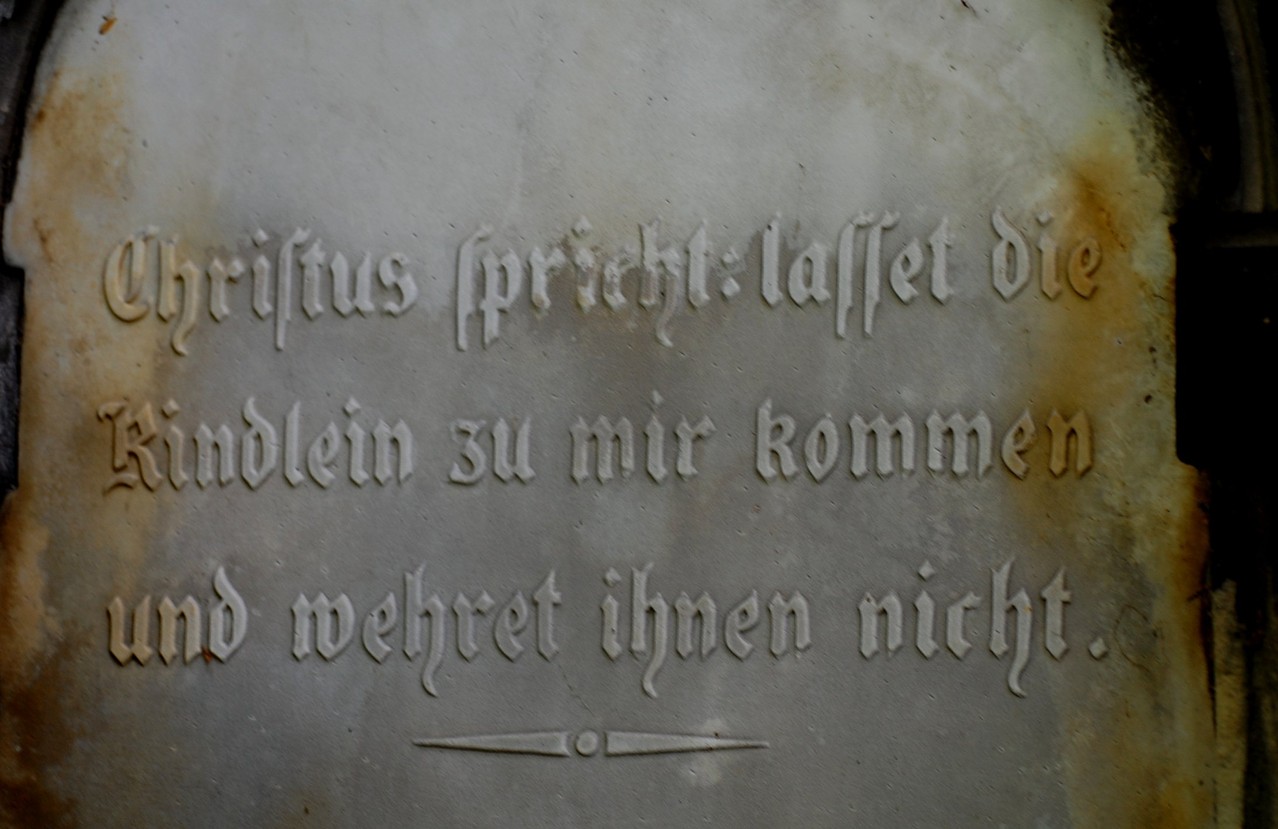 Chriſtus ſpricht: laſſet die
Kindlein zu mir kommen
und wehret ihnen nicht.